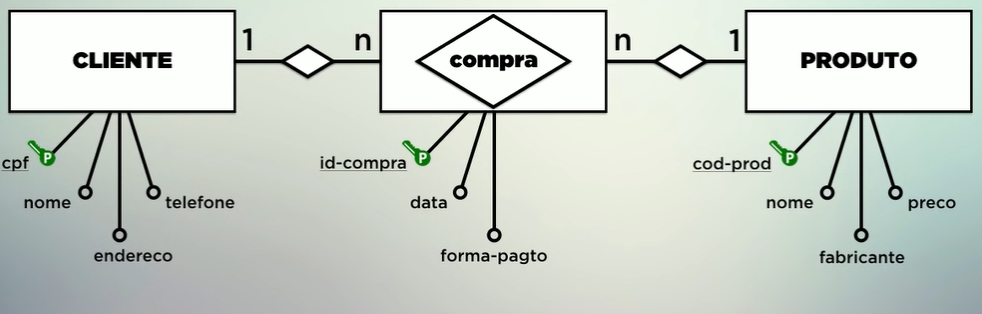 CLIENTE
1
n
compra
n
1
PRODUTO
cpf
P
nome
endereco
telefone
id-compra
P
data
forma-pagto
cod-prod
P
nome
fabricante
preco